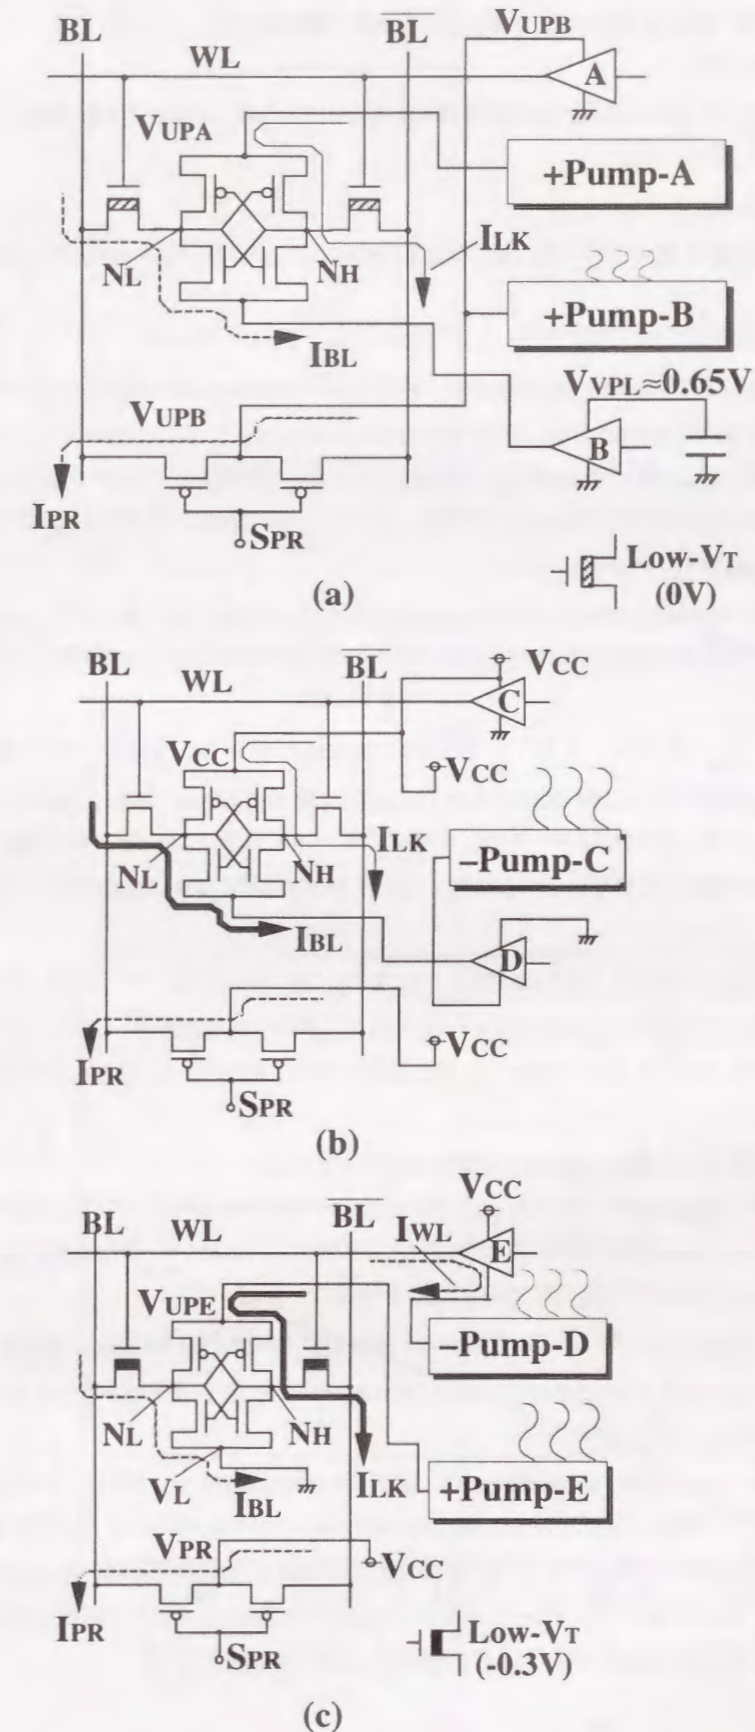 BL
BL
VUPB
WL
A
VUPA
+Pump-A
NL
NH
ILK
+Pump-B
IBL
VVPL≈0.65V
VUPB
B
IPR
SPR
Low-VT
(0V)
(a)
BL
BL
VCC
WL
C
VCC
VCC
ILK
–Pump-C
NL
NH
IBL
D
IPR
VCC
SPR
(b)
VCC
BL
WL
BL
IWL
E
VUPE
–Pump-D
NL
NH
VL
IBL
ILK
+Pump-E
VPR
VCC
IPR
SPR
Low-VT
(-0.3V)
(c)